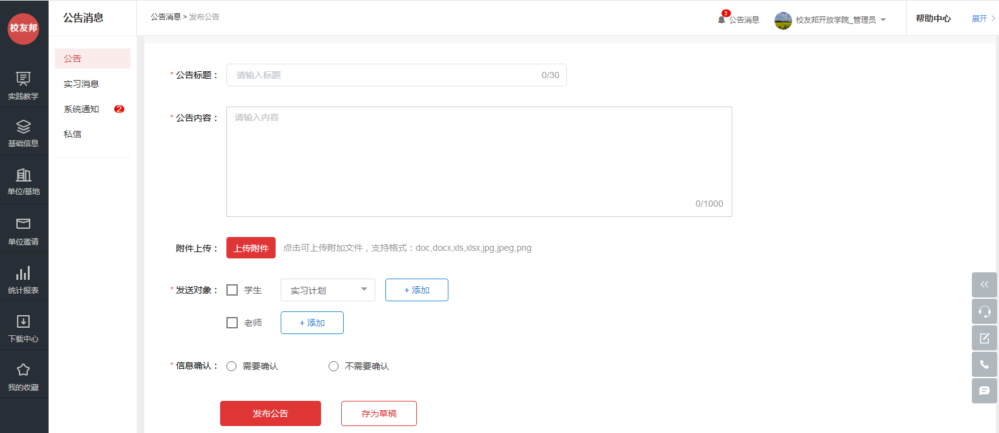 校友邦
公告消息
公告消息 > 发布公告
2
公告消息
校友邦开放学院_管理员
帮助中心
展开
实践教学
基础信息
单位/基地
单位邀请
统计报表
下载中心
我的收藏
公告
实习消息
系统通知 2
私信
* 公告标题： 请输入标题 0/30
* 公告内容： 请输入内容
0/1000
附件上传： 上传附件 点击可上传附加文件，支持格式：doc,docx,xls,xlsx,jpg,jpeg,png
* 发送对象： 学生 实习计划 + 添加
老师 + 添加
* 信息确认： 需要确认 不需要确认
发布公告 存为草稿